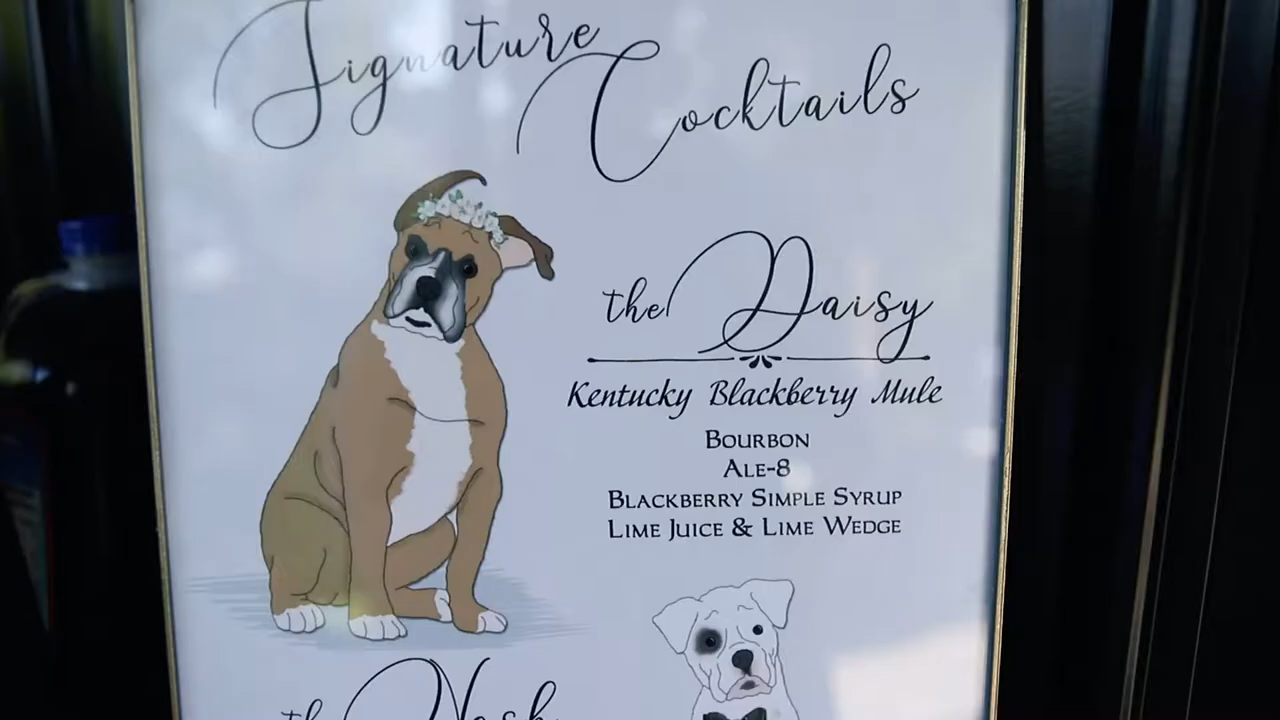 Signature
Cocktails
the Daisy
Kentucky Blackberry Mule
Bourbon
Ale-8
Blackberry Simple Syrup
Lime Juice & Lime Wedge